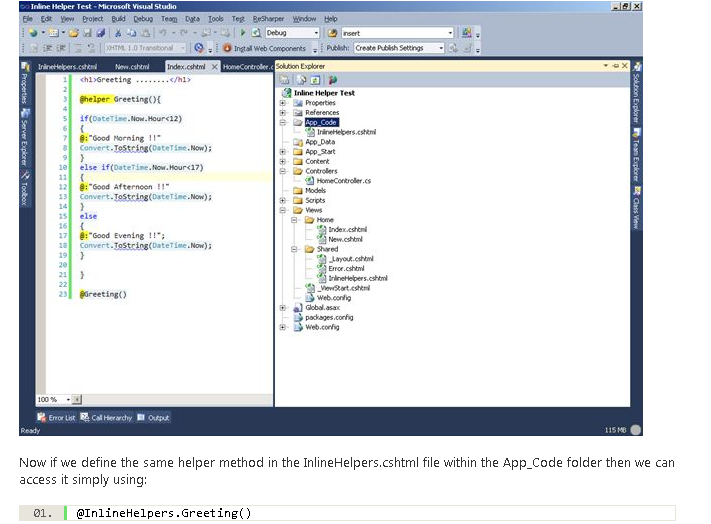 Inline Helper Test - Microsoft Visual Studio
File Edit View Project Build Debug Team Data Tools Test ReSharper Window Help
Debug insert
XHTML 1.0 Transitional Install Web Components Publish: Create Publish Settings
InlineHelpers.cshtml New.cshtml Index.cshtml HomeController.c
1 <h1>Greeting ........</h1>
2
3 @helper Greeting(){
4
5 if(DateTime.Now.Hour<12)
6 {
7 @:"Good Morning !!"
8 Convert.ToString(DateTime.Now);
9 }
10 else if(DateTime.Now.Hour<17)
11 {
12 @:"Good Afternoon !!"
13 Convert.ToString(DateTime.Now);
14 }
15 else
16 {
17 @:"Good Evening !!";
18 Convert.ToString(DateTime.Now);
19 }
20
21 }
22
23 @Greeting()
100 %
Properties
Server Explorer
Toolbox
Solution Explorer
Inline Helper Test
Properties
References
App_Code
InlineHelpers.cshtml
App_Data
App_Start
Content
Controllers
HomeController.cs
Models
Scripts
Views
Home
Index.cshtml
New.cshtml
Shared
_Layout.cshtml
Error.cshtml
InlineHelpers.cshtml
_ViewStart.cshtml
Web.config
Global.asax
packages.config
Web.config
Solution Explorer
Team Explorer
Class View
Error List Call Hierarchy Output
Ready 115 MB
Now if we define the same helper method in the InlineHelpers.cshtml file within the App_Code folder then we can
access it simply using:
01. @InlineHelpers.Greeting()